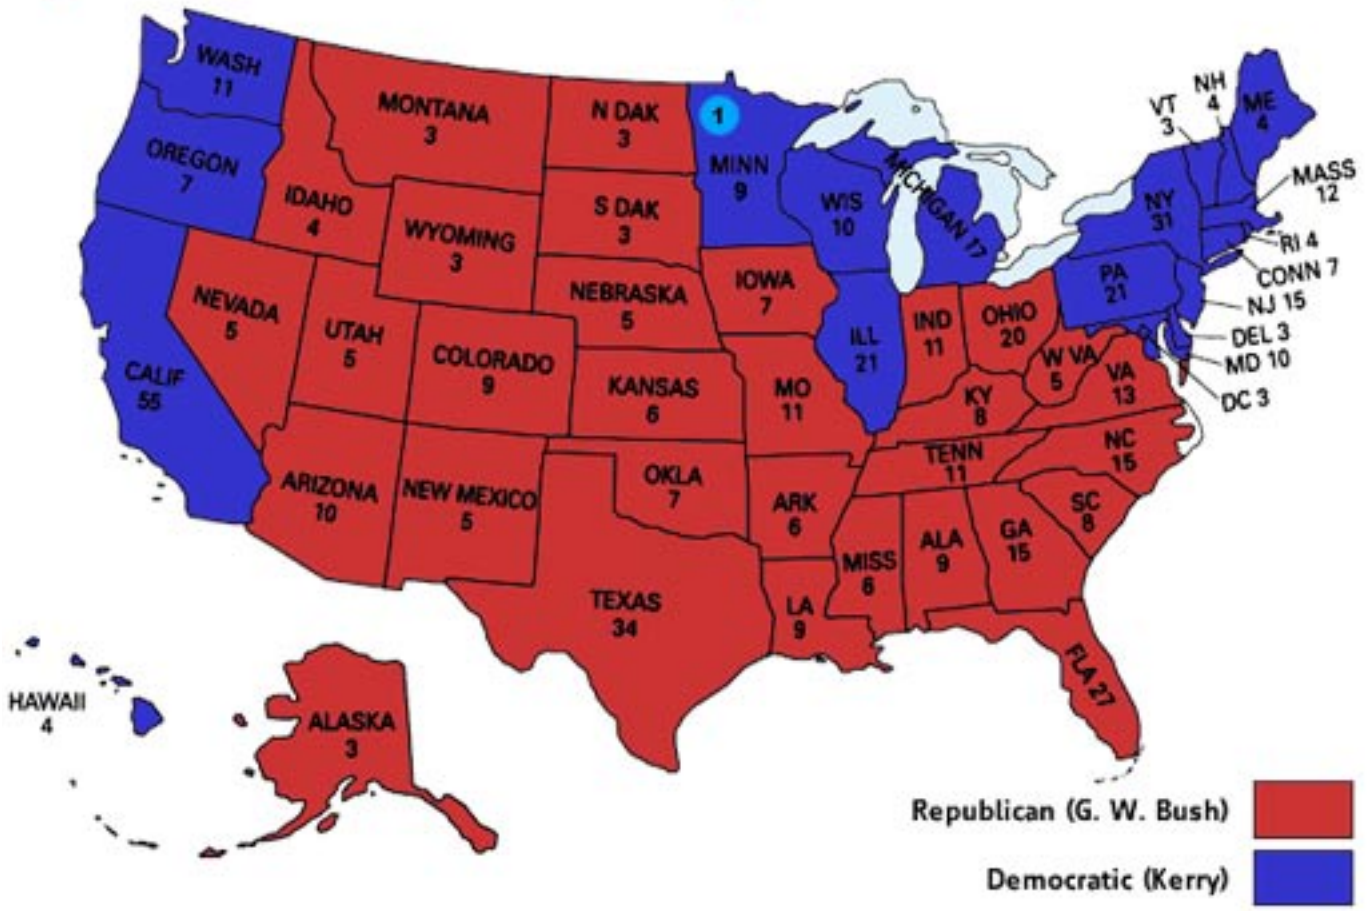 WASH
11
OREGON
7
CALIF
55
IDAHO
4
NEVADA
5
MONTANA
3
WYOMING
3
UTAH
5
COLORADO
9
ARIZONA
10
NEW MEXICO
5
N DAK
3
S DAK
3
NEBRASKA
5
KANSAS
6
OKLA
7
TEXAS
34
1
MINN
9
IOWA
7
MO
11
ARK
6
LA
9
WIS
10
ILL
21
MICHIGAN 17
IND
11
OHIO
20
KY
8
TENN
11
MISS
6
ALA
9
GA
15
FLA 27
SC
8
NC
15
VA
13
W VA
5
PA
21
NY
31
VT
3
NH
4
ME
4
MASS
12
RI 4
CONN 7
NJ 15
DEL 3
MD 10
DC 3
HAWAII
4
ALASKA
3
Republican (G. W. Bush)
Democratic (Kerry)